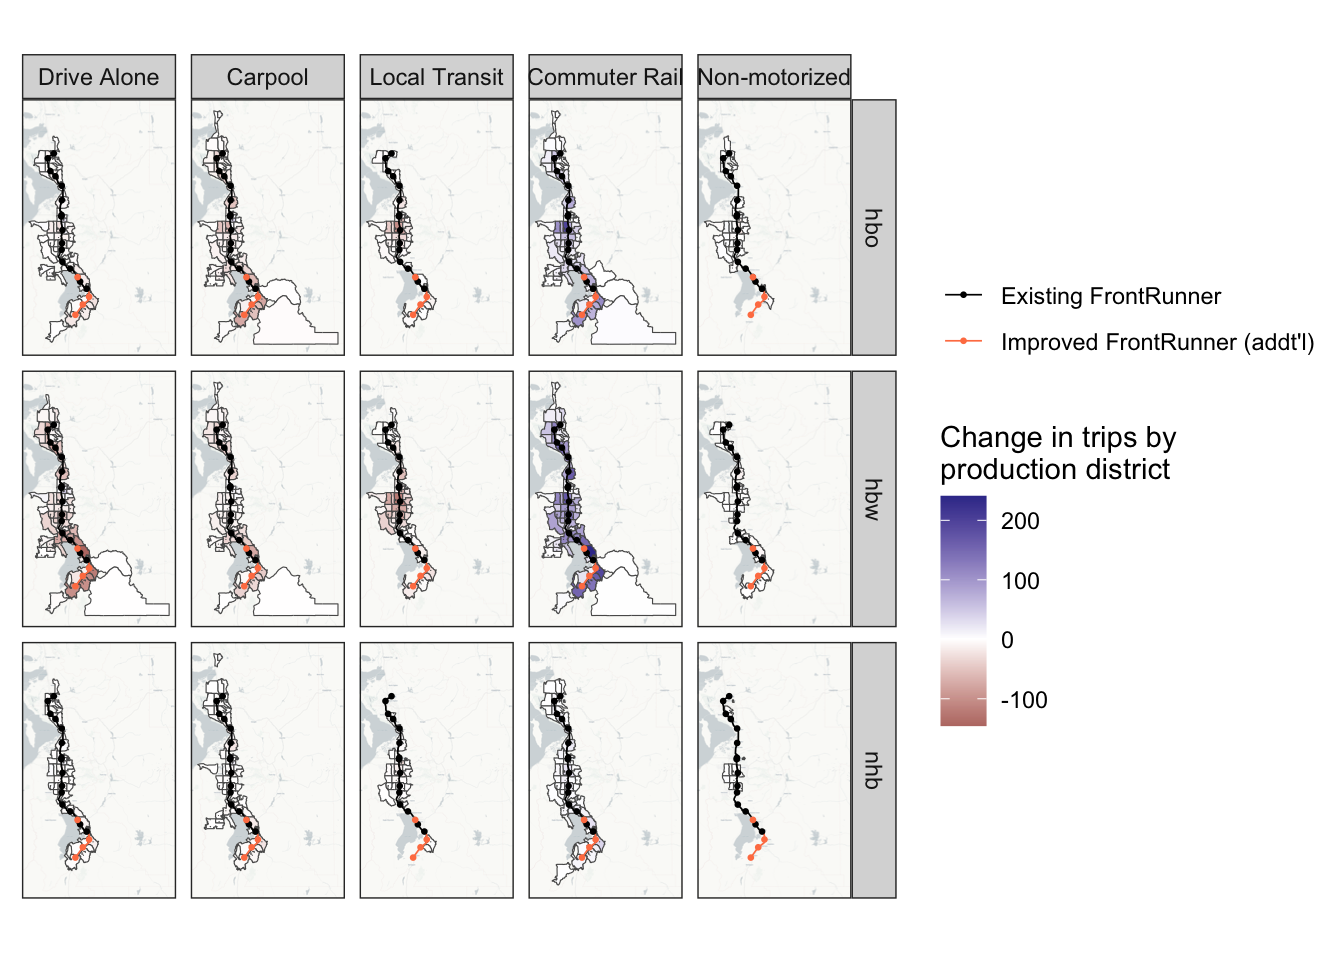 Drive Alone
Carpool
Local Transit
Commuter Rail
Non-motorized
hbo
hbw
nhb
Existing FrontRunner
Improved FrontRunner (addt'l)
Change in trips by
production district
200
100
0
-100